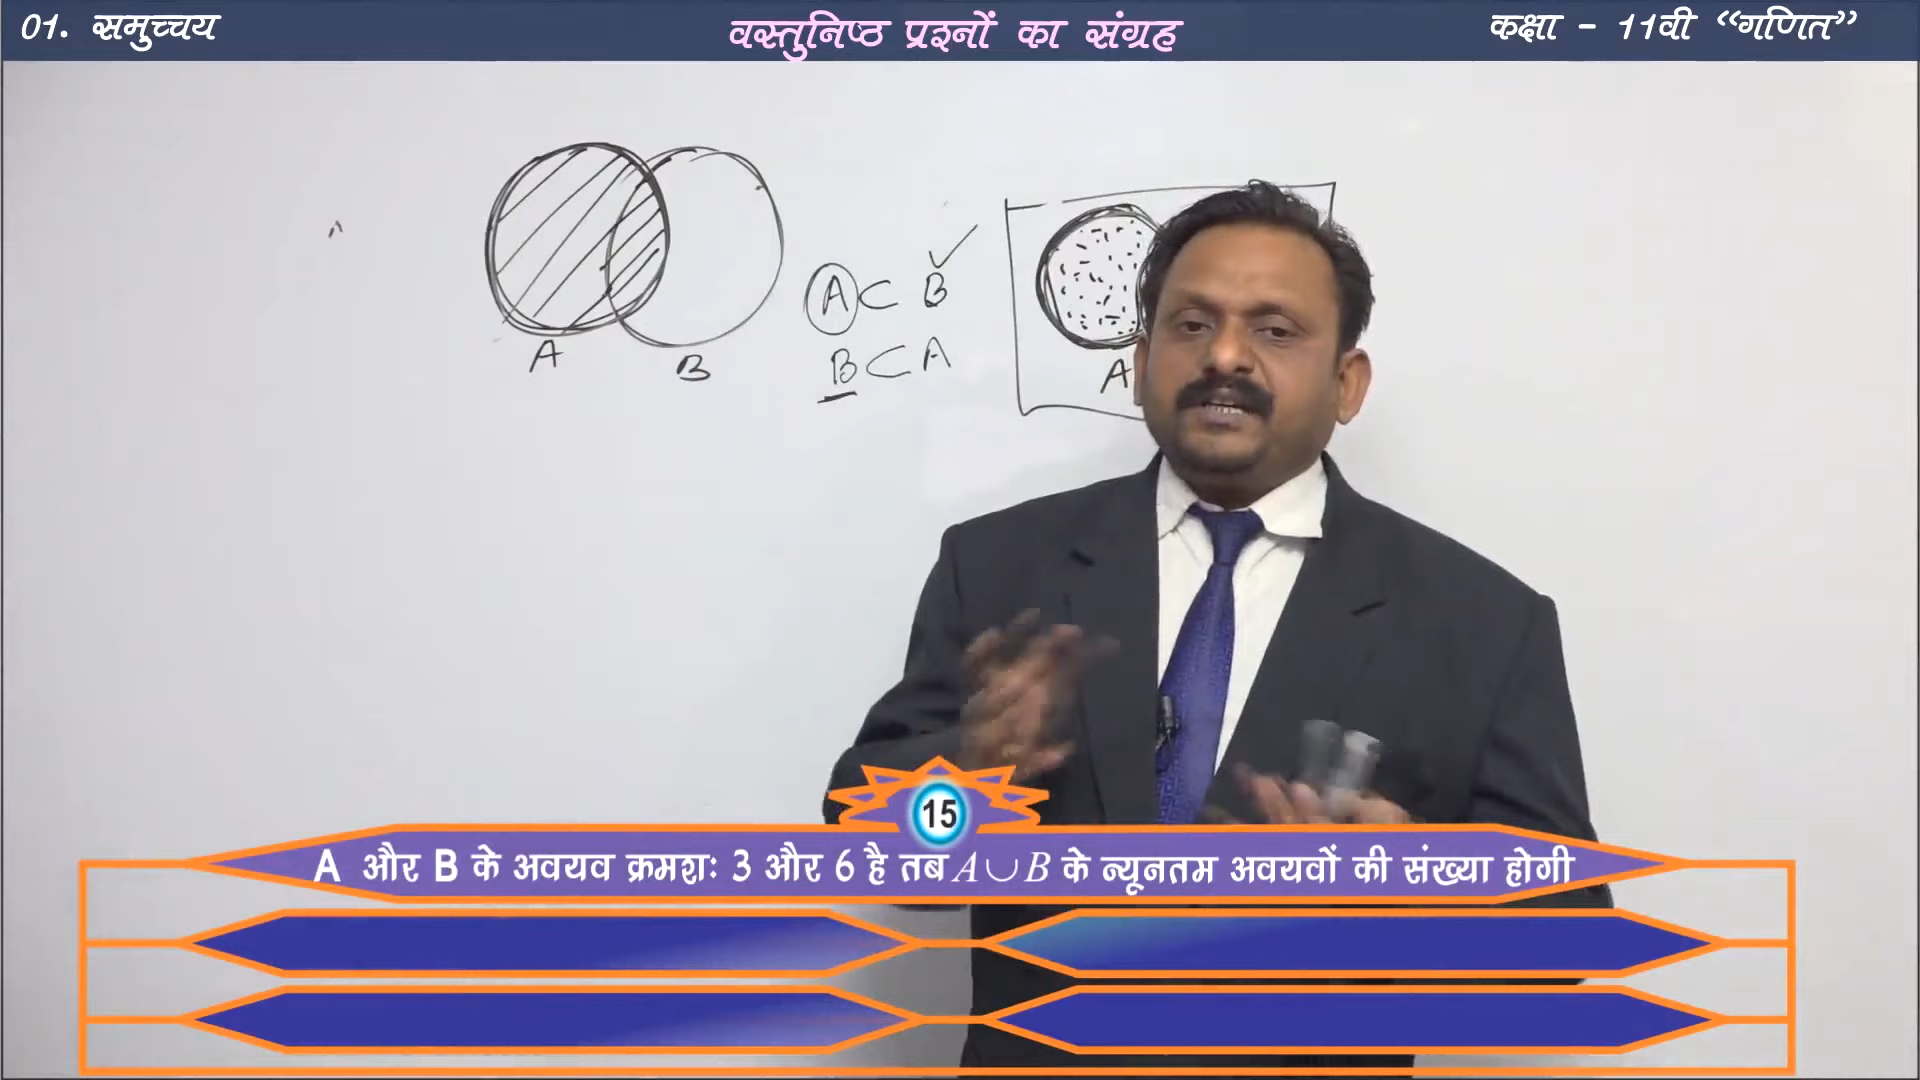 01. समुच्चय
वस्तुनिष्ठ प्रश्नों का संग्रह
कक्षा - 11वी “गणित”
A ⊂ B
B ⊂ A
A
B
A
15
A और B के अवयव क्रमशः 3 और 6 है तब A∪B के न्यूनतम अवयवों की संख्या होगी